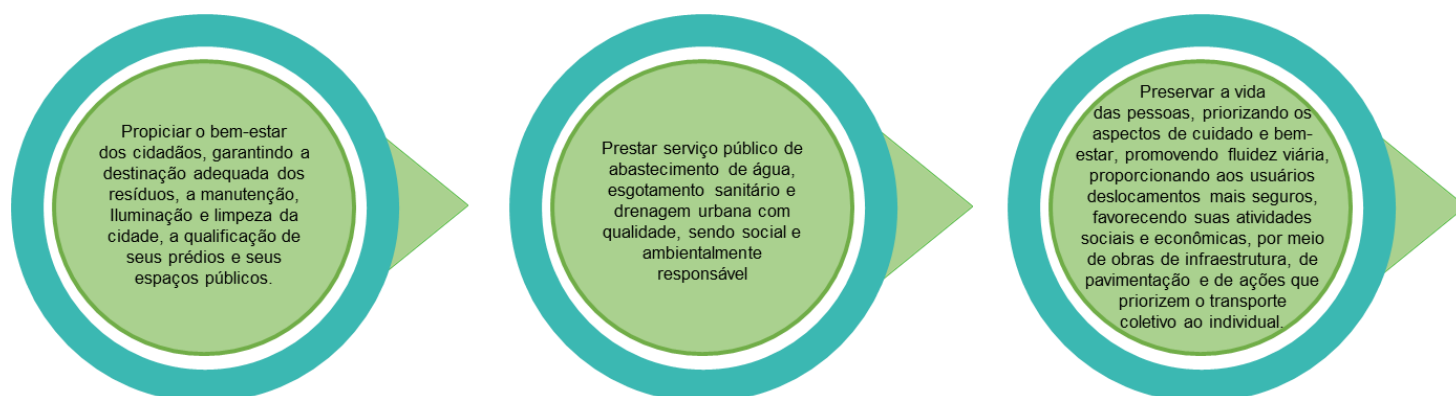 Propiciar o bem-estar
dos cidadãos, garantindo a
destinação adequada dos
resíduos, a manutenção,
Iluminação e limpeza da
cidade, a qualificação de
seus prédios e seus
espaços públicos.
Prestar serviço público de
abastecimento de água,
esgotamento sanitário e
drenagem urbana com
qualidade, sendo social e
ambientalmente
responsável
Preservar a vida
das pessoas, priorizando os
aspectos de cuidado e bem-
estar, promovendo fluidez viária,
proporcionando aos usuários
deslocamentos mais seguros,
favorecendo suas atividades
sociais e econômicas, por meio
de obras de infraestrutura, de
pavimentação e de ações que
priorizem o transporte
coletivo ao individual.